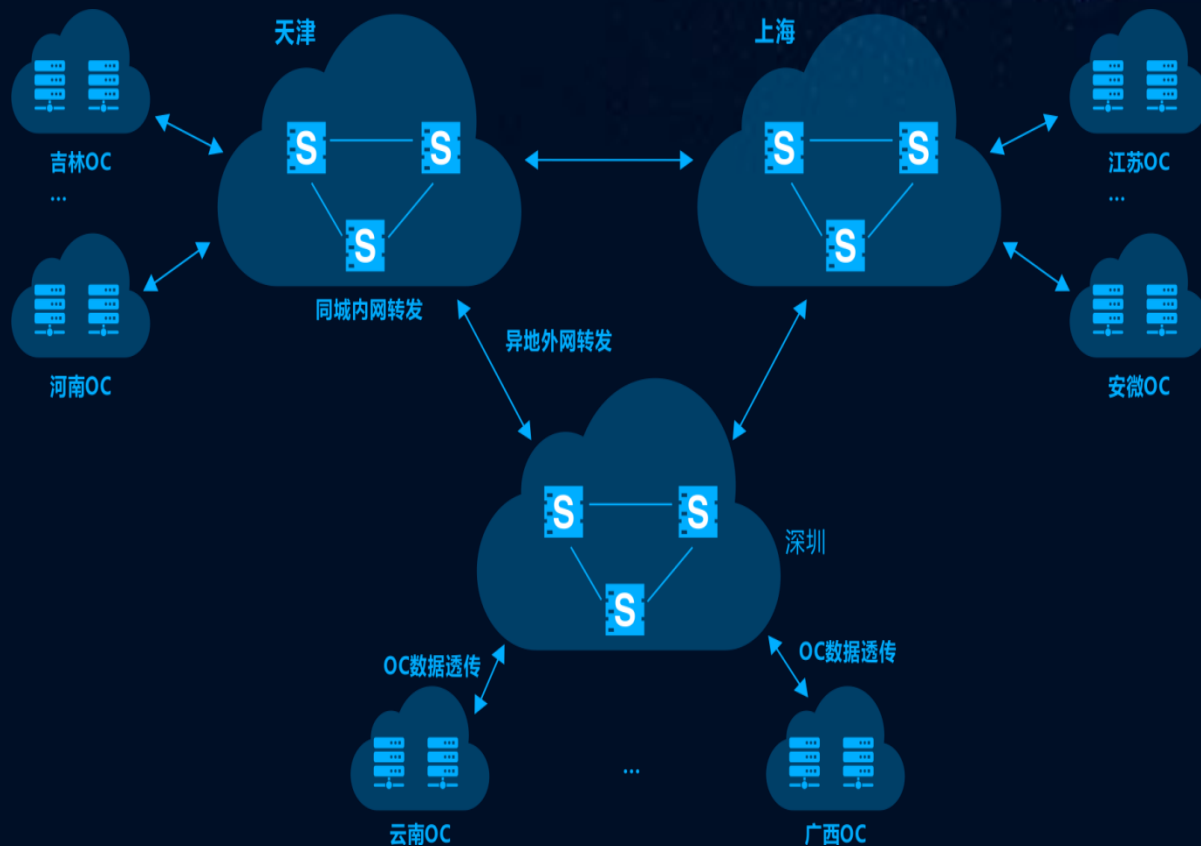 天津
上海
S S
S
S S
S
吉林OC
...
江苏OC
...
同城内网转发
异地外网转发
河南OC
安微OC
S S
S
深圳
OC数据透传
OC数据透传
...
云南OC
广西OC